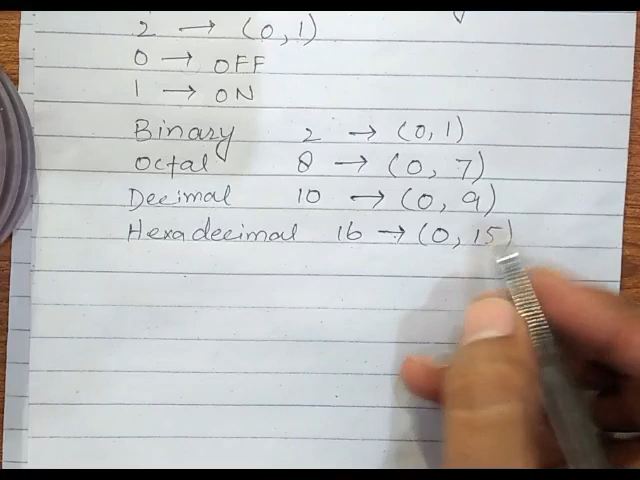 2 → (0,1)
0 → OFF
1 → ON
Binary 2 → (0,1)
Octal 8 → (0, 7)
Decimal 10 → (0, 9)
Hexadecimal 16 → (0, 15)